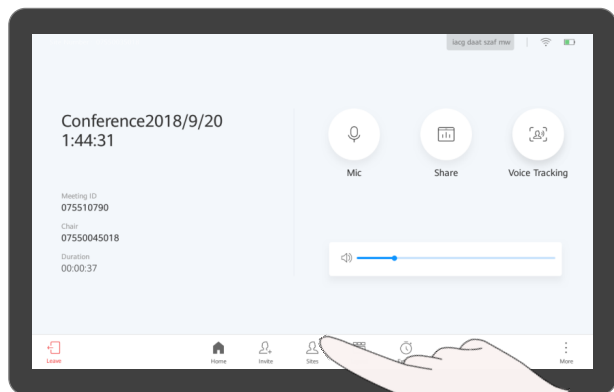 iacg daat szaf mw
Conference2018/9/20
1:44:31
Mic
Share
Voice Tracking
Meeting ID
075510790
Chair
07550045018
Duration
00:00:37
Leave
Home
Invite
Sites
More